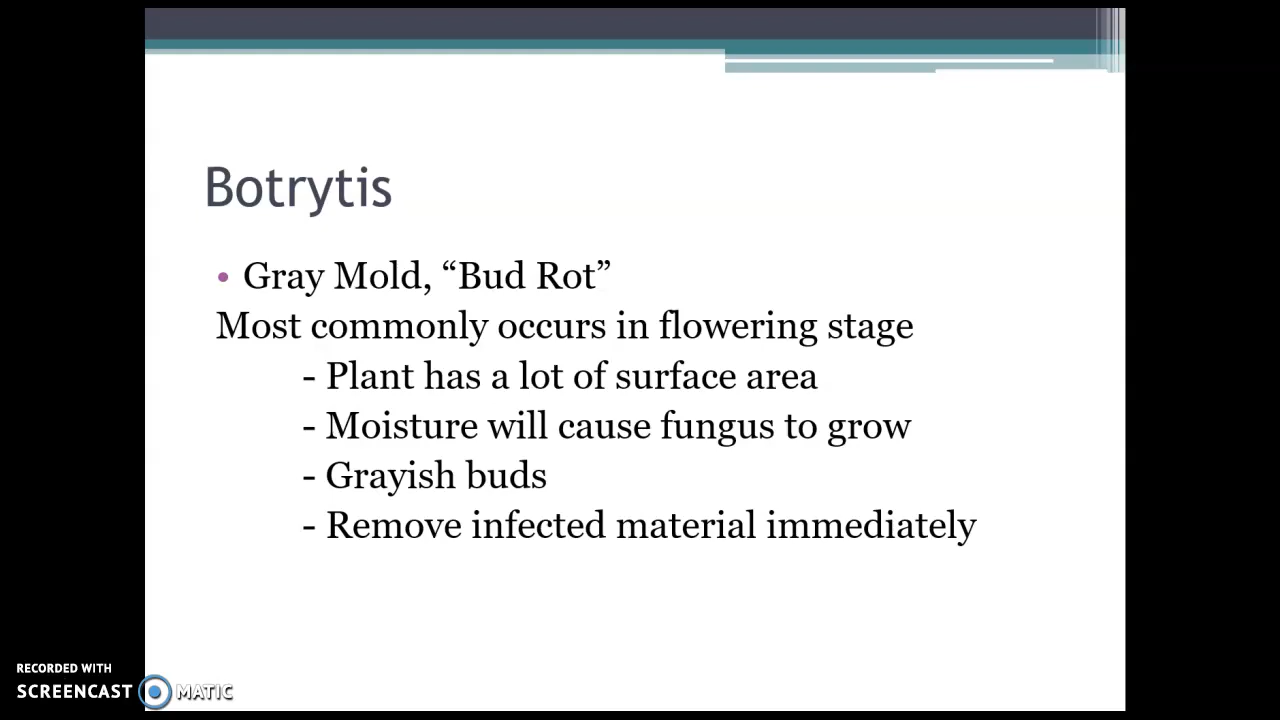 Botrytis
• Gray Mold, “Bud Rot”
Most commonly occurs in flowering stage
- Plant has a lot of surface area
- Moisture will cause fungus to grow
- Grayish buds
- Remove infected material immediately
RECORDED WITH
SCREENCAST MATIC